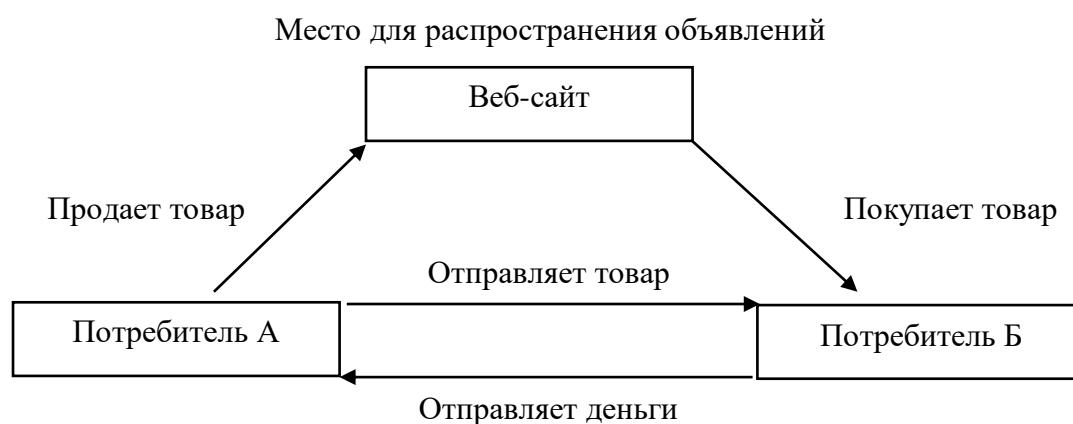 Место для распространения объявлений
Веб-сайт
Продает товар
Покупает товар
Отправляет товар
Потребитель А
Потребитель Б
Отправляет деньги